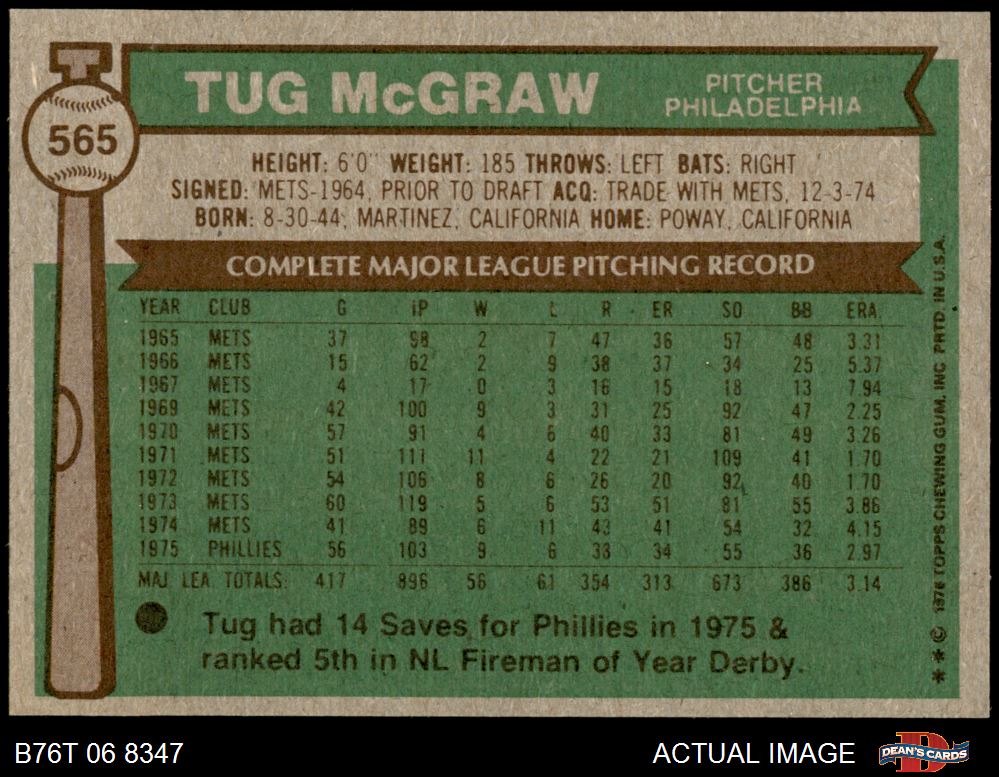 T
565
TUG McGRAW
PITCHER
PHILADELPHIA
HEIGHT: 6'0" WEIGHT: 185 THROWS: LEFT BATS: RIGHT
SIGNED: METS-1964, PRIOR TO DRAFT ACQ: TRADE WITH METS, 12-3-74
BORN: 8-30-44, MARTINEZ, CALIFORNIA HOME: POWAY, CALIFORNIA
COMPLETE MAJOR LEAGUE PITCHING RECORD
YEAR CLUB G IP W L R ER SO BB ERA
1965 METS 37 98 2 7 47 36 57 48 3.31
1966 METS 15 62 2 9 38 37 34 25 5.37
1967 METS 4 17 0 3 16 15 18 13 7.94
1969 METS 42 100 9 3 31 25 92 47 2.25
1970 METS 57 91 4 6 40 33 81 49 3.26
1971 METS 51 111 11 4 22 21 109 41 1.70
1972 METS 54 106 8 6 26 20 92 40 1.70
1973 METS 60 119 5 6 53 51 81 55 3.86
1974 METS 41 89 6 11 43 41 54 32 4.15
1975 PHILLIES 56 103 9 6 33 34 55 36 2.97
MAJ. LEA. TOTALS: 417 896 56 61 354 313 673 386 3.14
Tug had 14 Saves for Phillies in 1975 &
ranked 5th in NL Fireman of Year Derby.
**© 1976 TOPPS CHEWING GUM, INC. PRTD. IN U.S.A.
B76T 06 8347
ACTUAL IMAGE
D
DEAN'S CARDS